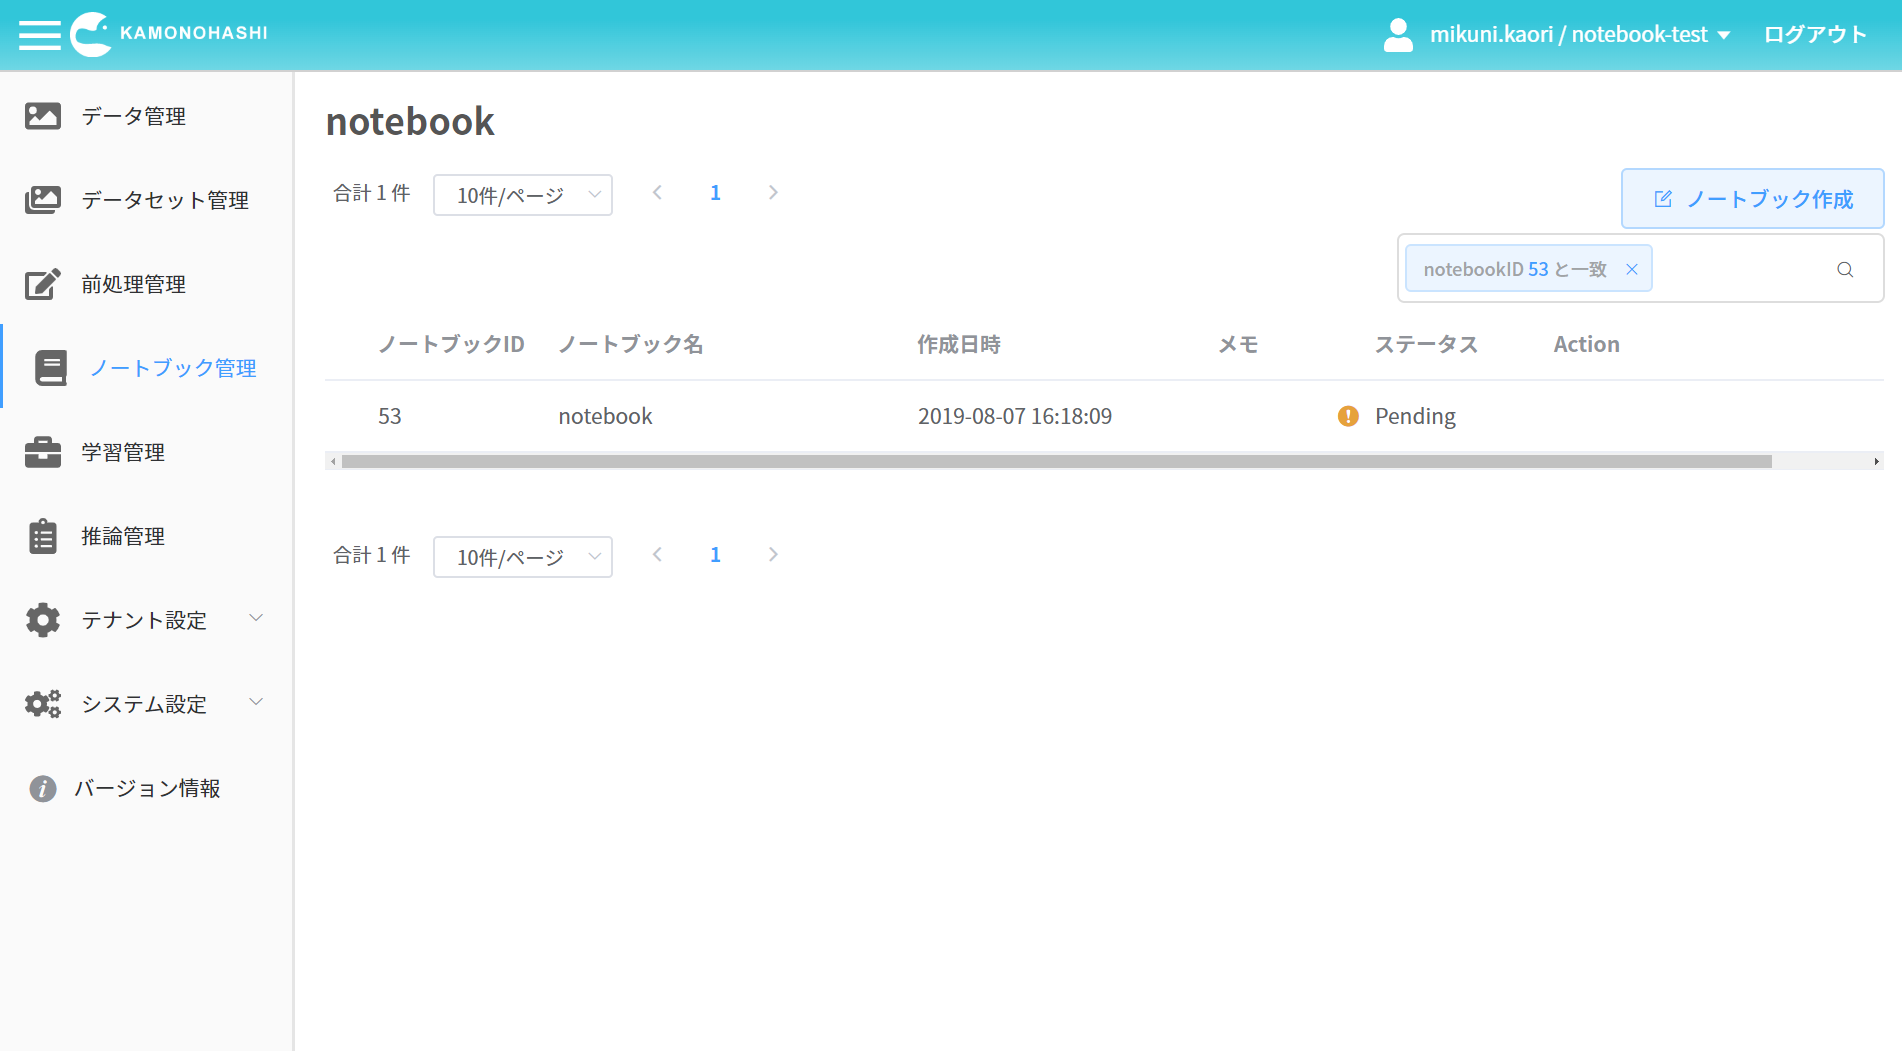 KAMONOHASHI
mikuni.kaori / notebook-test
ログアウト
データ管理
データセット管理
前処理管理
ノートブック管理
学習管理
推論管理
テナント設定
システム設定
バージョン情報
notebook
合計 1 件 10件/ページ 1
ノートブック作成
notebookID 53 と一致
ノートブックID ノートブック名 作成日時 メモ ステータス Action
53 notebook 2019-08-07 16:18:09 Pending
合計 1 件 10件/ページ 1